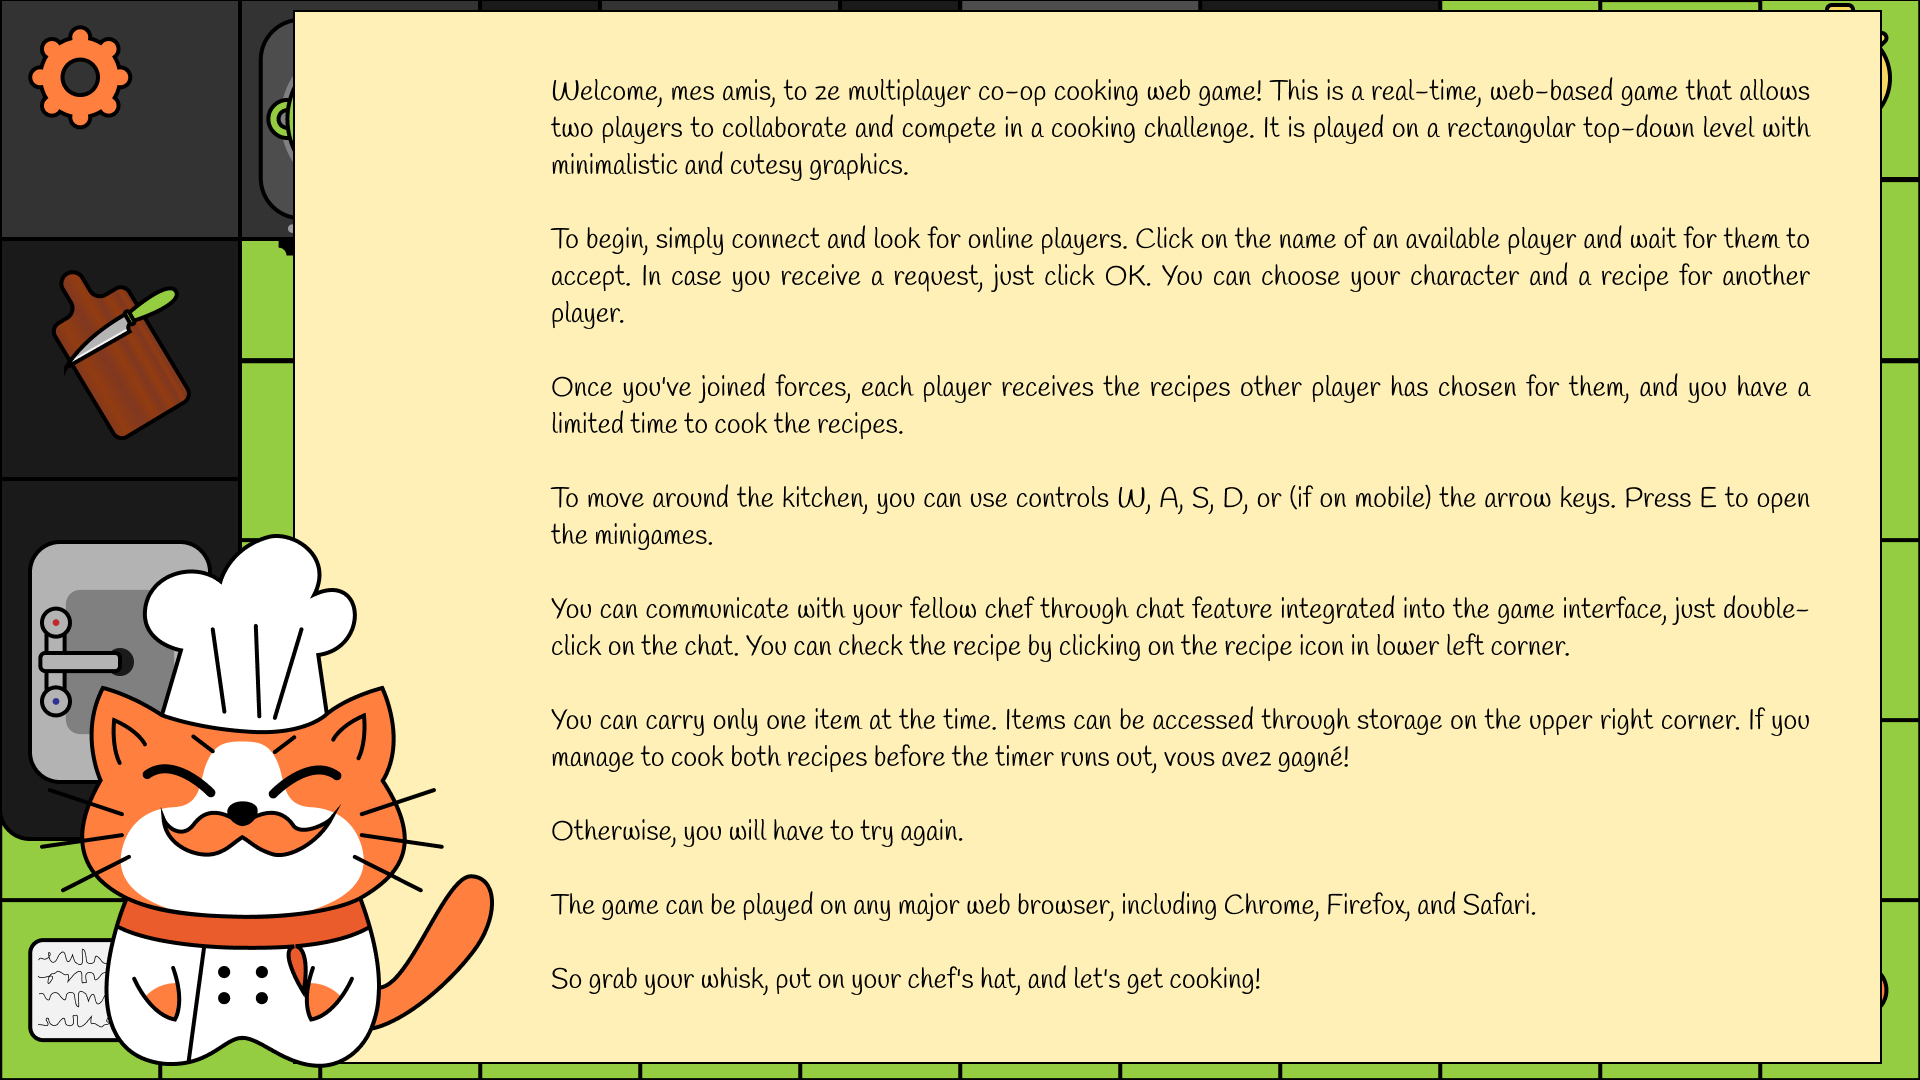 Welcome, mes amis, to ze multiplayer co-op cooking web game! This is a real-time, web-based game that allows
two players to collaborate and compete in a cooking challenge. It is played on a rectangular top-down level with
minimalistic and cutesy graphics.
To begin, simply connect and look for online players. Click on the name of an available player and wait for them to
accept. In case you receive a request, just click OK. You can choose your character and a recipe for another
player.
Once you've joined forces, each player receives the recipes other player has chosen for them, and you have a
limited time to cook the recipes.
To move around the kitchen, you can use controls W, A, S, D, or (if on mobile) the arrow keys. Press E to open
the minigames.
You can communicate with your fellow chef through chat feature integrated into the game interface, just double-
click on the chat. You can check the recipe by clicking on the recipe icon in lower left corner.
You can carry only one item at the time. Items can be accessed through storage on the upper right corner. If you
manage to cook both recipes before the timer runs out, vous avez gagné!
Otherwise, you will have to try again.
The game can be played on any major web browser, including Chrome, Firefox, and Safari.
So grab your whisk, put on your chef's hat, and let's get cooking!